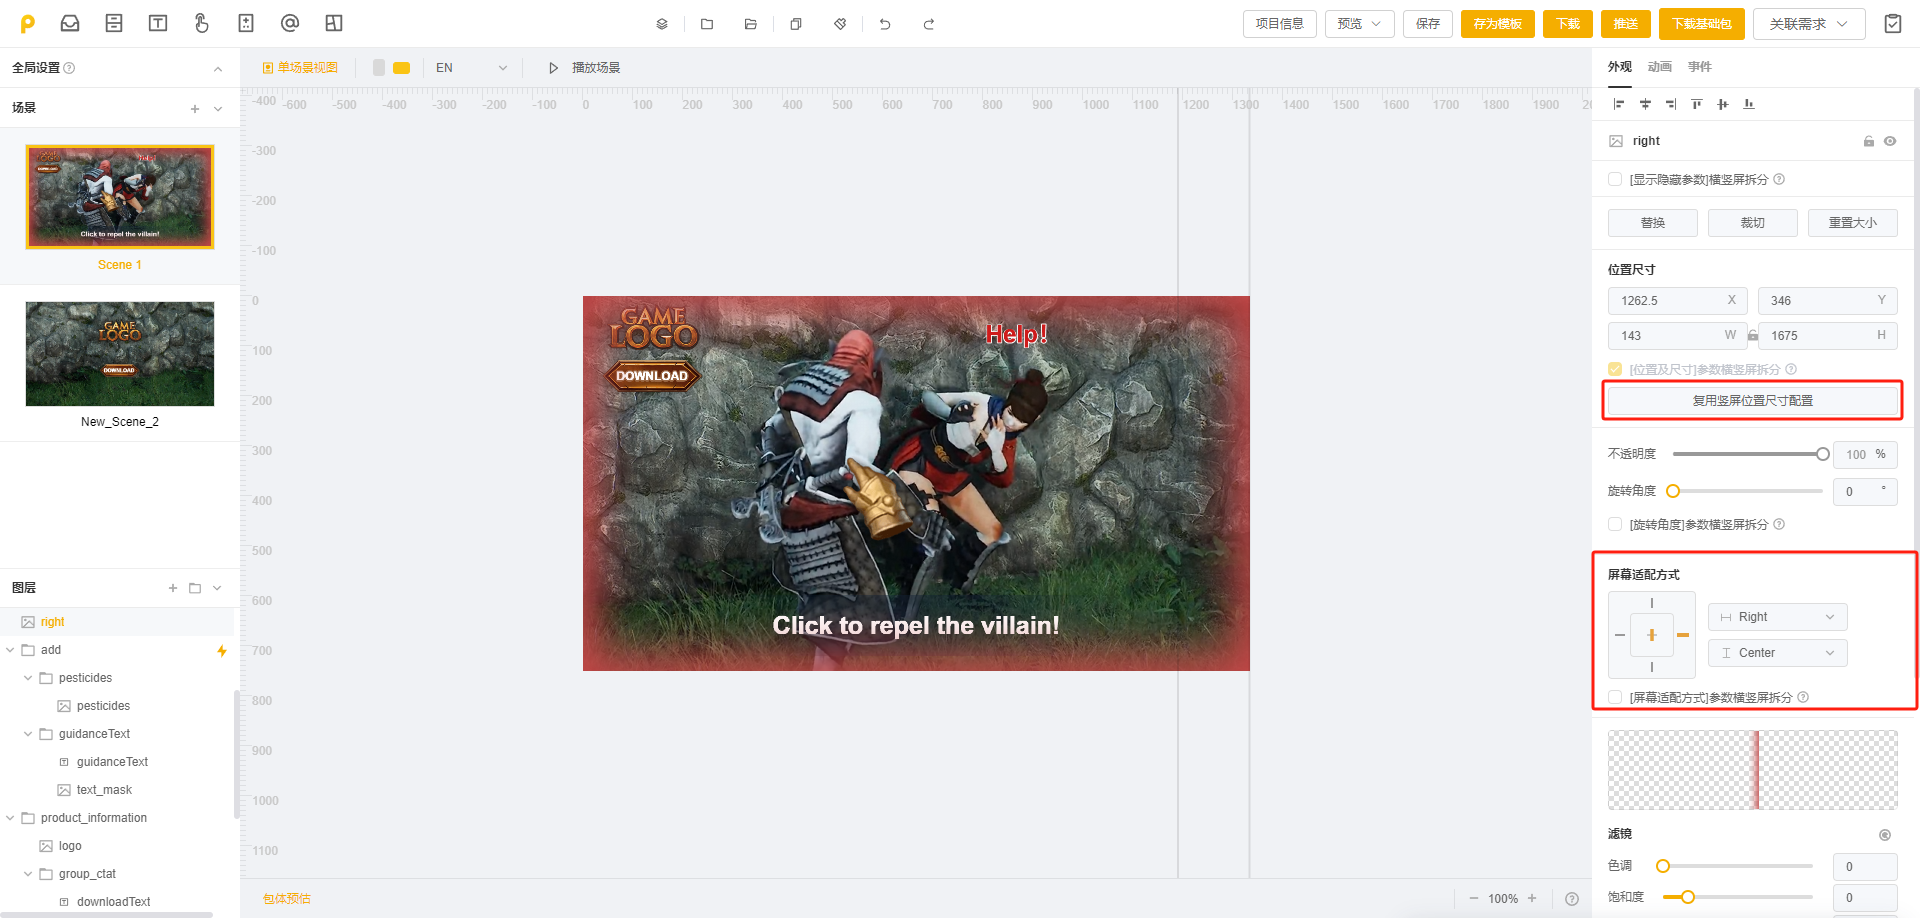 项目信息
预览
保存
存为模板
下载
推送
下载基础包
关联需求
全局设置
单场景视图
EN
播放场景
外观
动画
事件
场景
-400
-600
-500
-400
-300
-200
-100
0
100
200
300
400
500
600
700
800
900
1000
1100
1200
1300
1400
1500
1600
1700
1800
1900
right
-300
[显示隐藏参数]横竖屏拆分
-200
替换
裁切
重置大小
-100
Scene 1
位置尺寸
1262.5
X
346
Y
0
143
W
1675
H
GAME
LOGO
Help!
Click to repel the villain!
DOWNLOAD
[位置及尺寸]参数横竖屏拆分
复用竖屏位置尺寸配置
GAME
LOGO
DOWNLOAD
New_Scene_2
100
200
300
400
500
600
700
800
900
1000
1100
GAME
LOGO
DOWNLOAD
Help!
Click to repel the villain!
不透明度
100
%
旋转角度
0
°
[旋转角度]参数横竖屏拆分
屏幕适配方式
Right
Center
[屏幕适配方式]参数横竖屏拆分
图层
right
add
pesticides
pesticides
guidanceText
guidanceText
text_mask
product_information
logo
group_ctat
downloadText
滤镜
色调
0
饱和度
0
包体预估
100%